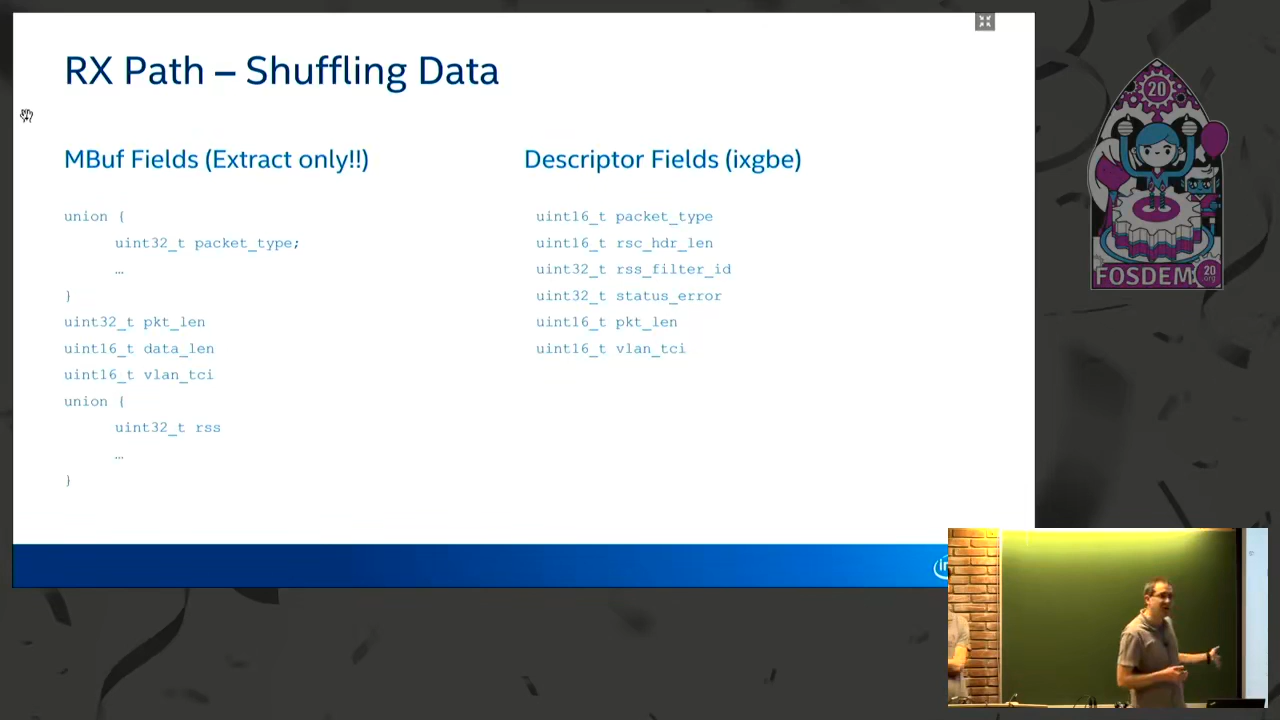 RX Path – Shuffling Data
MBuf Fields (Extract only!!)
union {
uint32_t packet_type;
…
}
uint32_t pkt_len
uint16_t data_len
uint16_t vlan_tci
union {
uint32_t rss
…
}
Descriptor Fields (ixgbe)
uint16_t packet_type
uint16_t rsc_hdr_len
uint32_t rss_filter_id
uint32_t status_error
uint16_t pkt_len
uint16_t vlan_tci
20
FOSDEM
20
.org